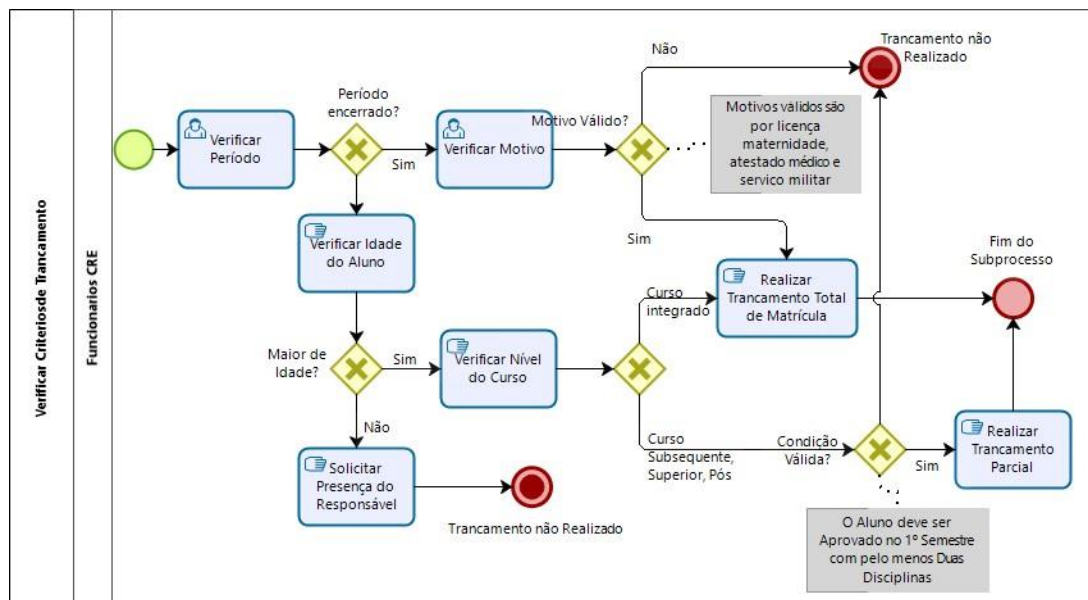 Verificar Criteriosde Trancamento
Funcionarios CRE
Verificar
Período
Período
encerrado?
Sim
Verificar Motivo
Motivo Válido?
Não
Trancamento não
Realizado
Motivos válidos são
por licença
maternidade,
atestado médico e
servico militar
Sim
Verificar Idade
do Aluno
Maior de
Idade?
Sim
Verificar Nível
do Curso
Curso
integrado
Realizar
Trancamento Total
de Matrícula
Fim do
Subprocesso
Não
Solicitar
Presença do
Responsável
Trancamento não Realizado
Curso
Subsequente,
Superior, Pós
Condição
Válida?
Sim
Realizar
Trancamento
Parcial
O Aluno deve ser
Aprovado no 1º Semestre
com pelo menos Duas
Disciplinas